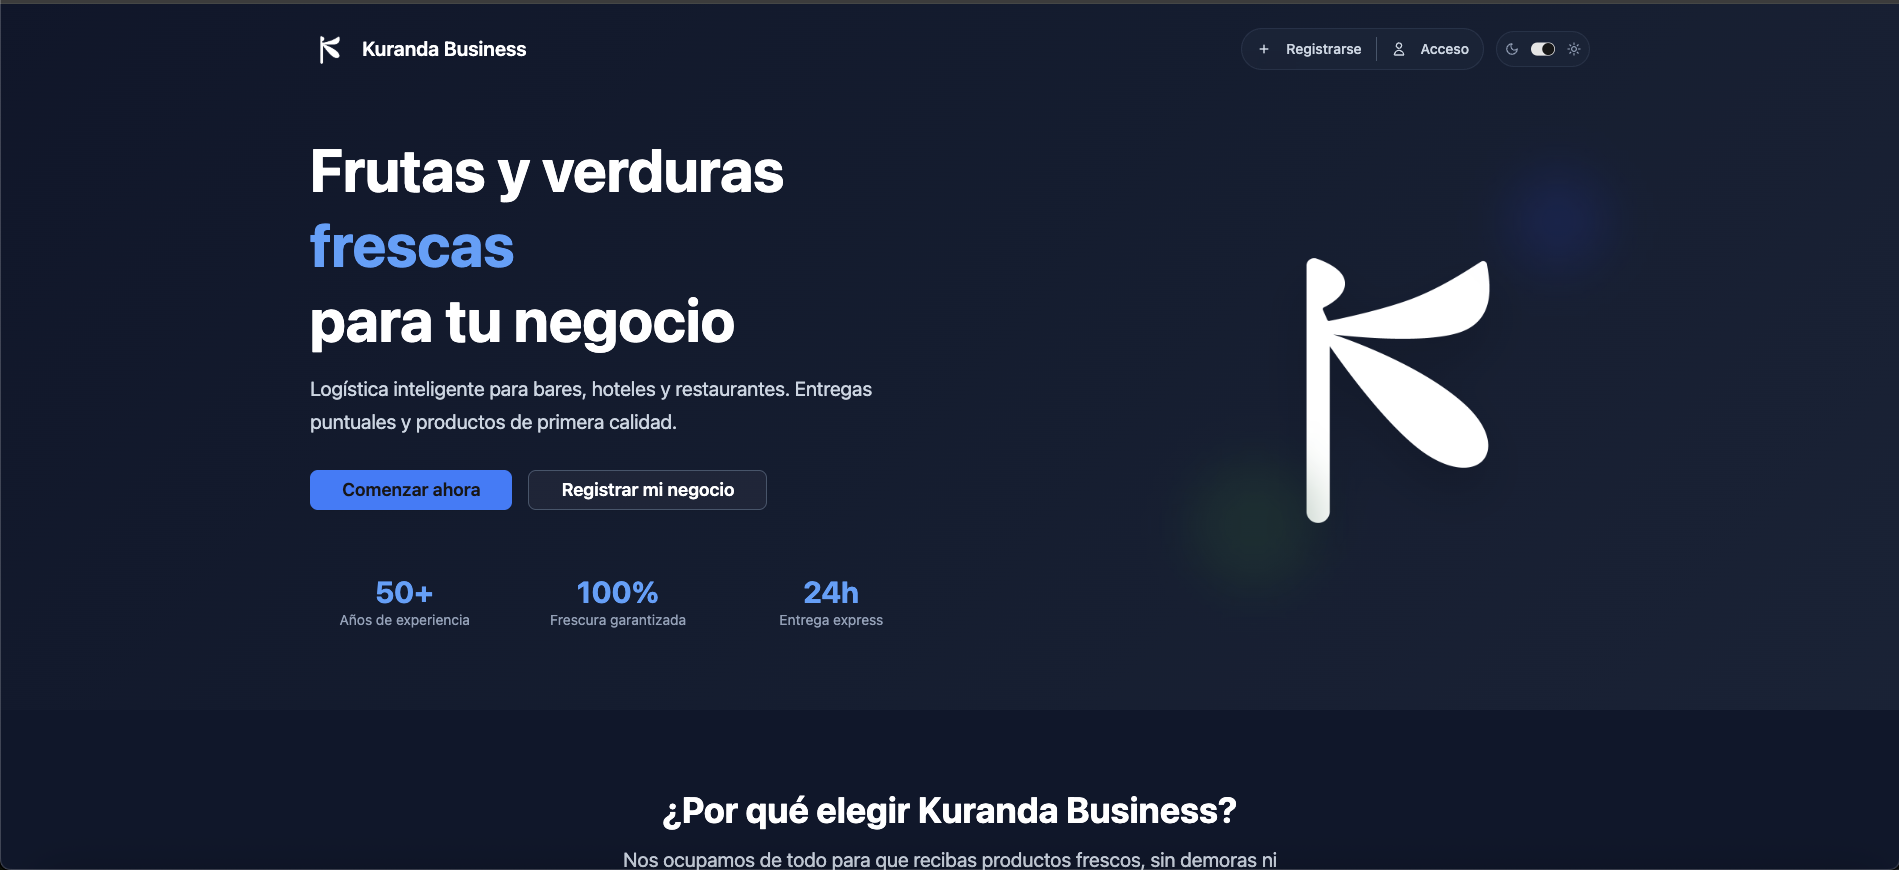 Kuranda Business
Registrarse
Acceso
Frutas y verduras
frescas
para tu negocio
Logística inteligente para bares, hoteles y restaurantes. Entregas
puntuales y productos de primera calidad.
Comenzar ahora
Registrar mi negocio
50+
Años de experiencia
100%
Frescura garantizada
24h
Entrega express
¿Por qué elegir Kuranda Business?
Nos ocupamos de todo para que recibas productos frescos, sin demoras ni